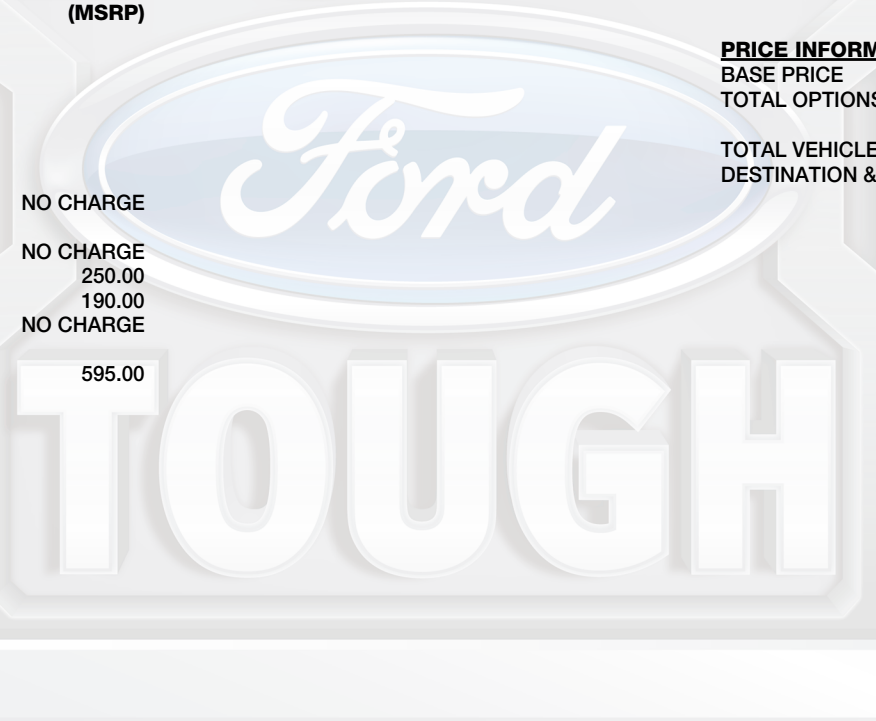 (MSRP)
NO CHARGE
NO CHARGE
250.00
190.00
NO CHARGE
595.00
PRICE INFORM
BASE PRICE
TOTAL OPTIONS
TOTAL VEHICLE
DESTINATION &
Ford
TOUGH